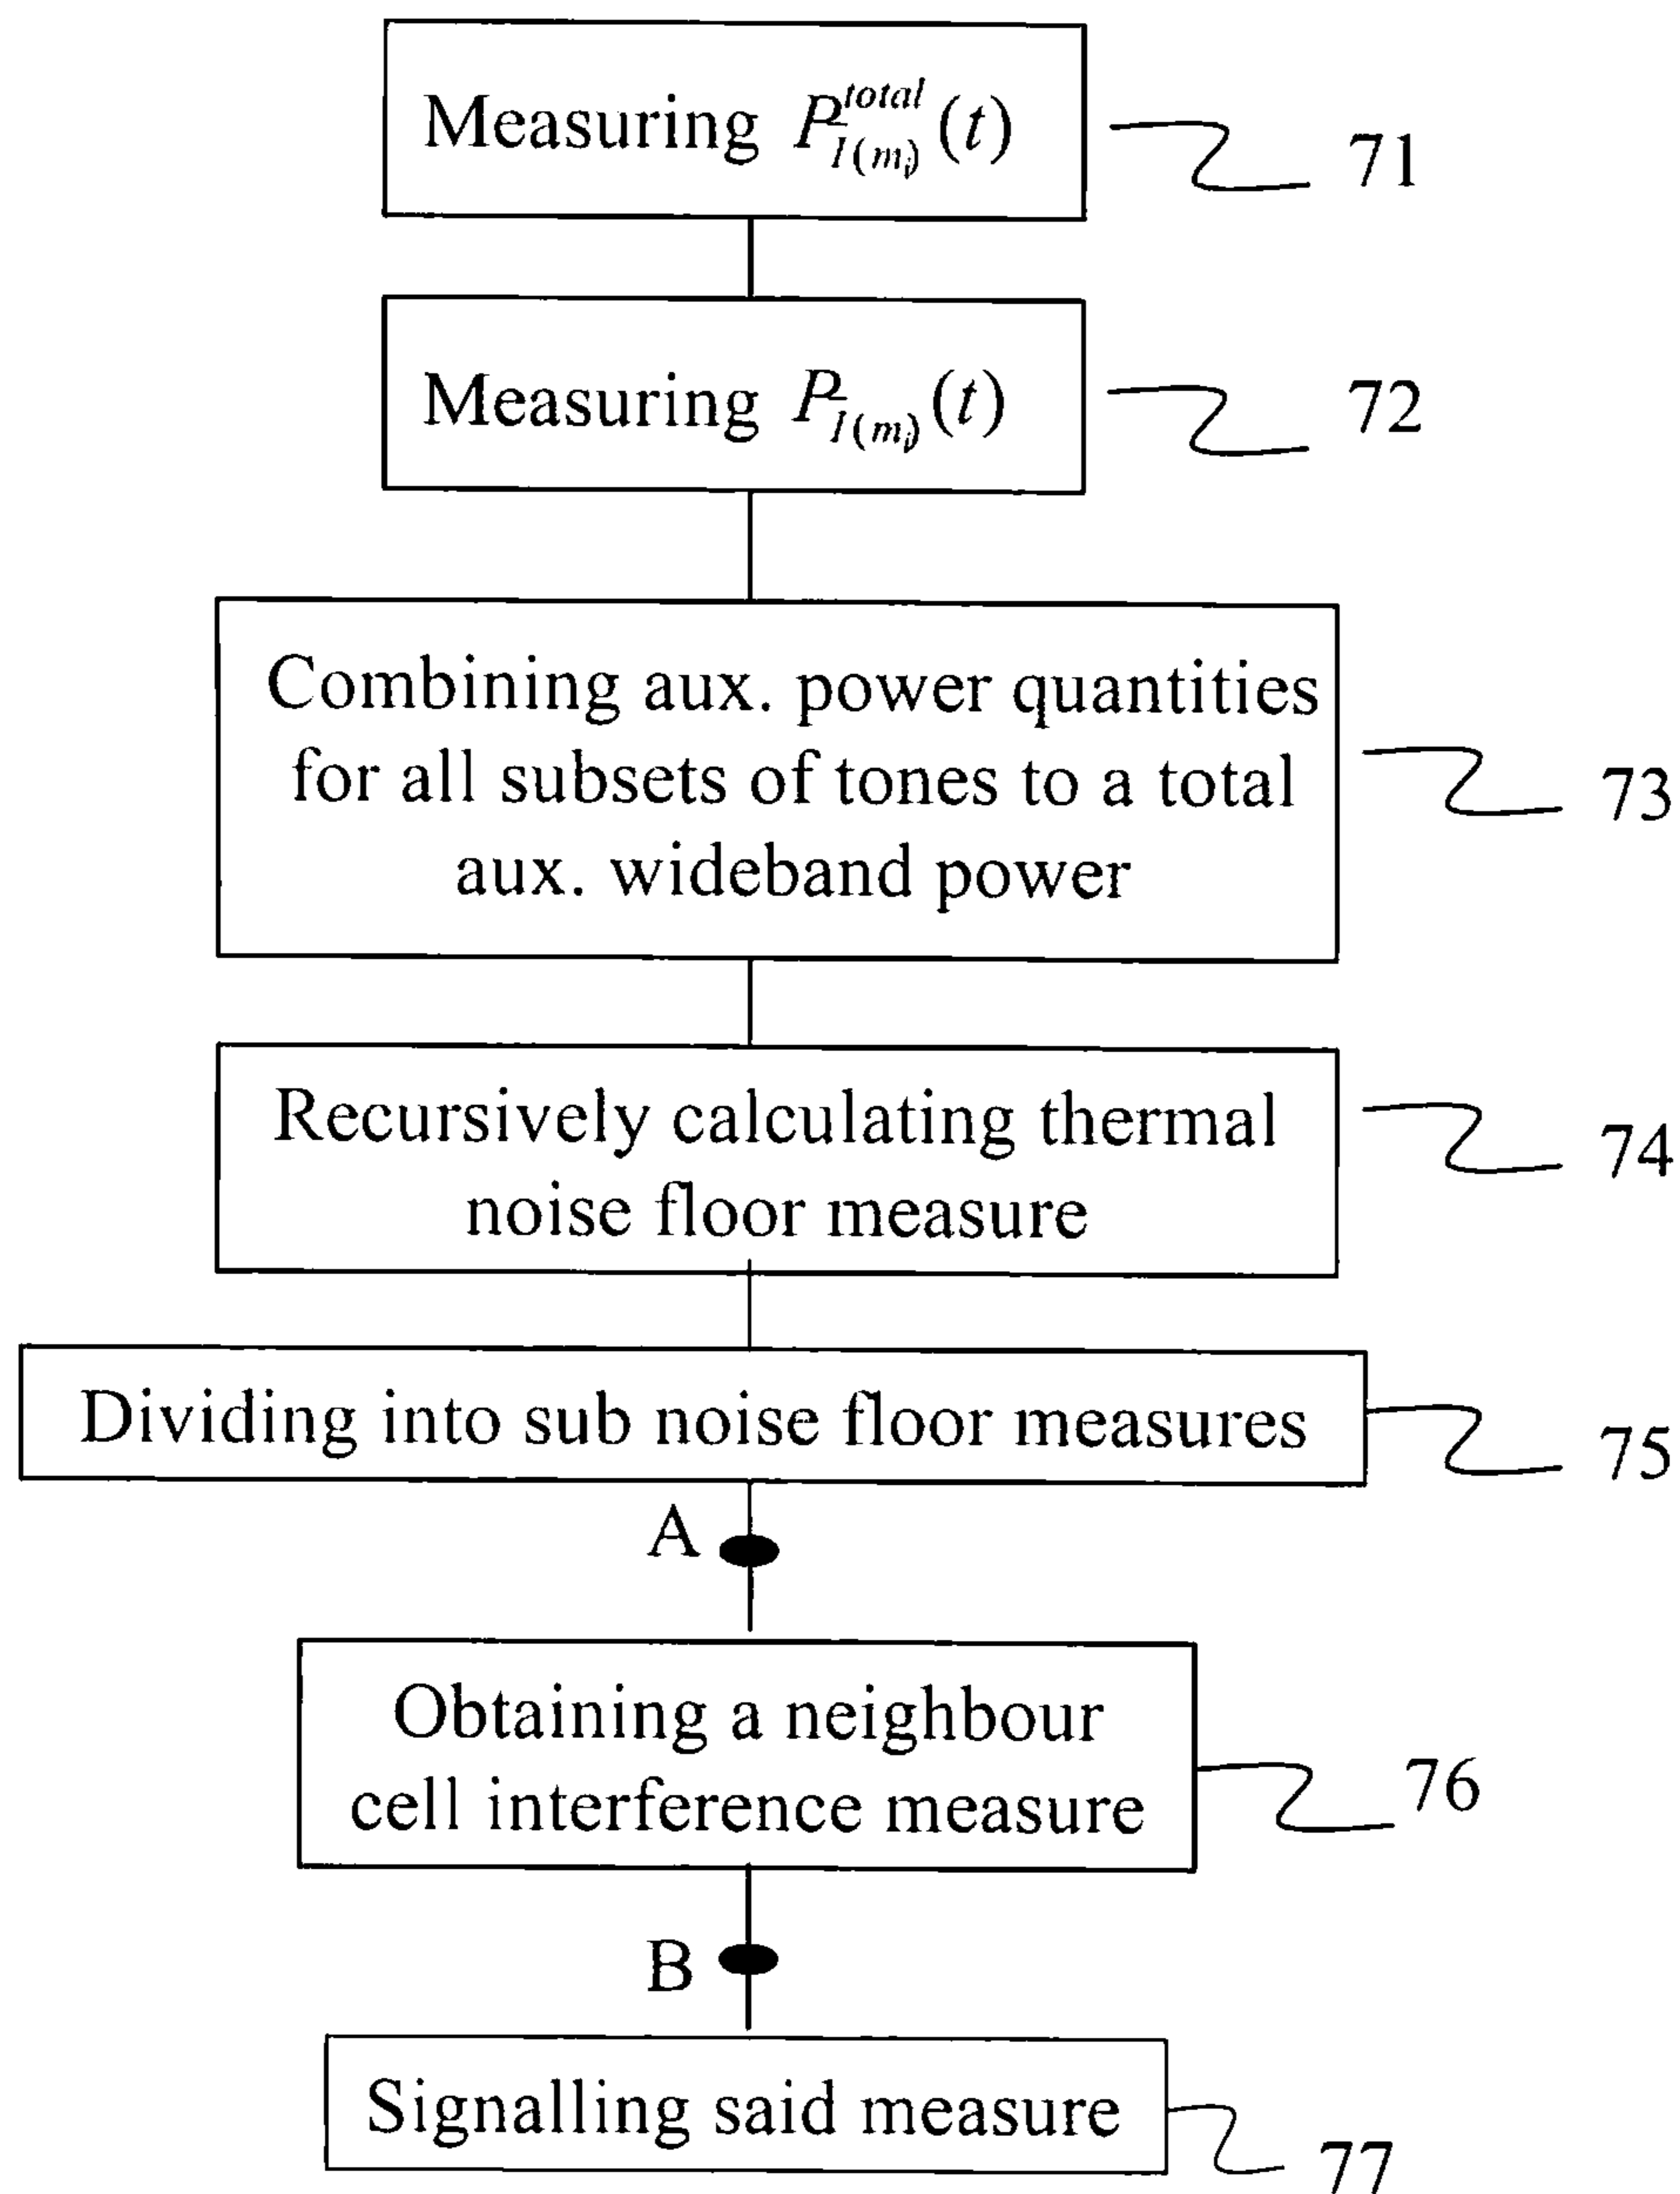 Measuring P_{I(m_i)}^{total}(t)
71
Measuring P_{I(m_i)}(t)
72
Combining aux. power quantities
for all subsets of tones to a total
aux. wideband power
73
Recursively calculating thermal
noise floor measure
74
Dividing into sub noise floor measures
75
A
Obtaining a neighbour
cell interference measure
76
B
Signalling said measure
77